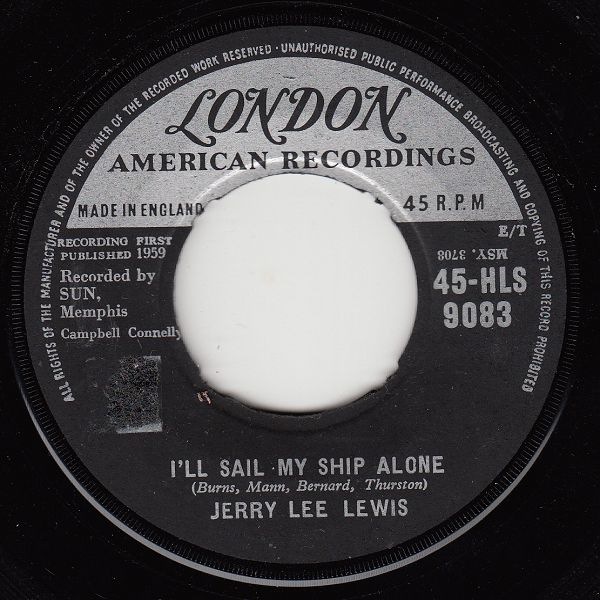 ALL RIGHTS OF THE MANUFACTURER AND OF THE OWNER OF THE RECORDED WORK RESERVED · UNAUTHORISED PUBLIC PERFORMANCE BROADCASTING AND COPYING OF THIS RECORD PROHIBITED
LONDON
AMERICAN RECORDINGS
MADE IN ENGLAND
45 R.P.M
E/T
RECORDING FIRST
PUBLISHED 1959
MSY. 3708
Recorded by
SUN,
Memphis
Campbell Connelly
45-HLS
9083
I'LL SAIL MY SHIP ALONE
(Burns, Mann, Bernard, Thurston)
JERRY LEE LEWIS